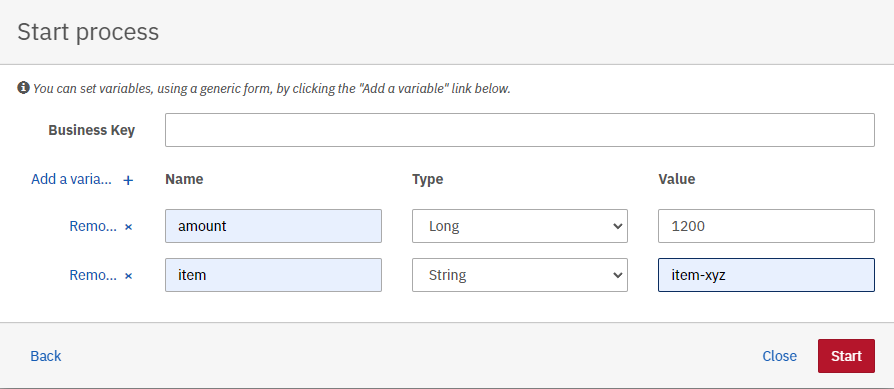 Start process
You can set variables, using a generic form, by clicking the "Add a variable" link below.
Business Key
Add a varia... + Name Type Value
Remo... × amount Long 1200
Remo... × item String item-xyz
Back Close Start